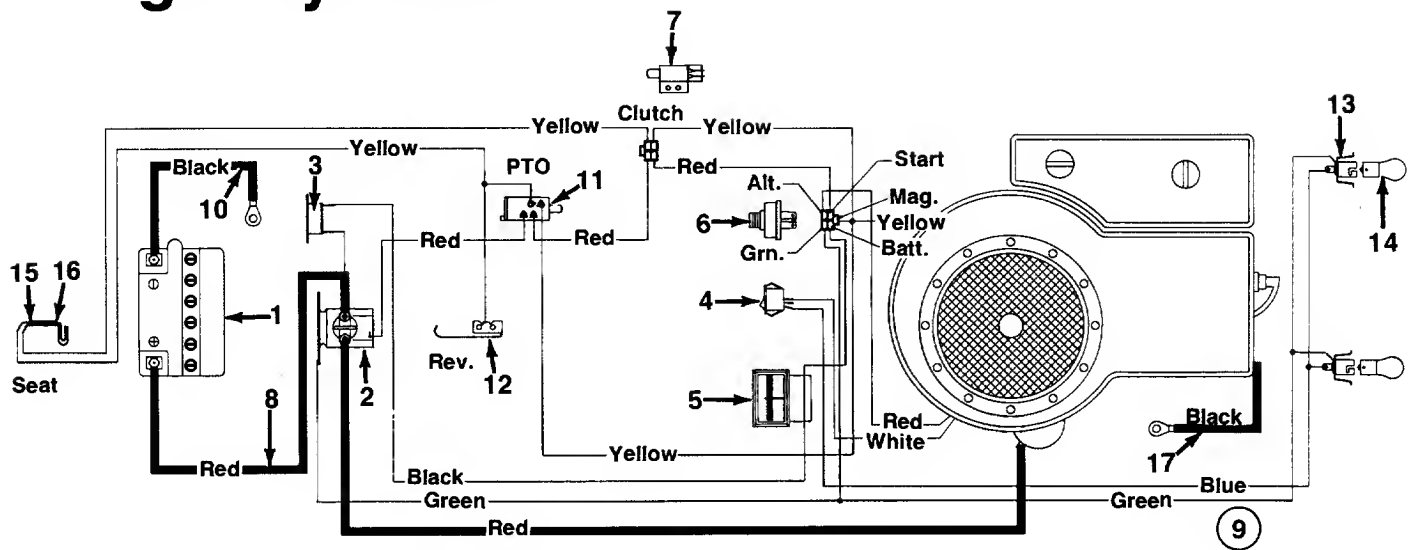 7
Clutch
Yellow
Yellow
13
Yellow
Black
3
PTO
Red
Start
Alt.
Mag.
10
11
6
Yellow
14
Red
Red
Grn.
Batt.
15
16
1
4
Rev.
12
Seat
2
8
5
Red
White
Black
17
Red
Yellow
Black
Blue
Green
Green
Red
9